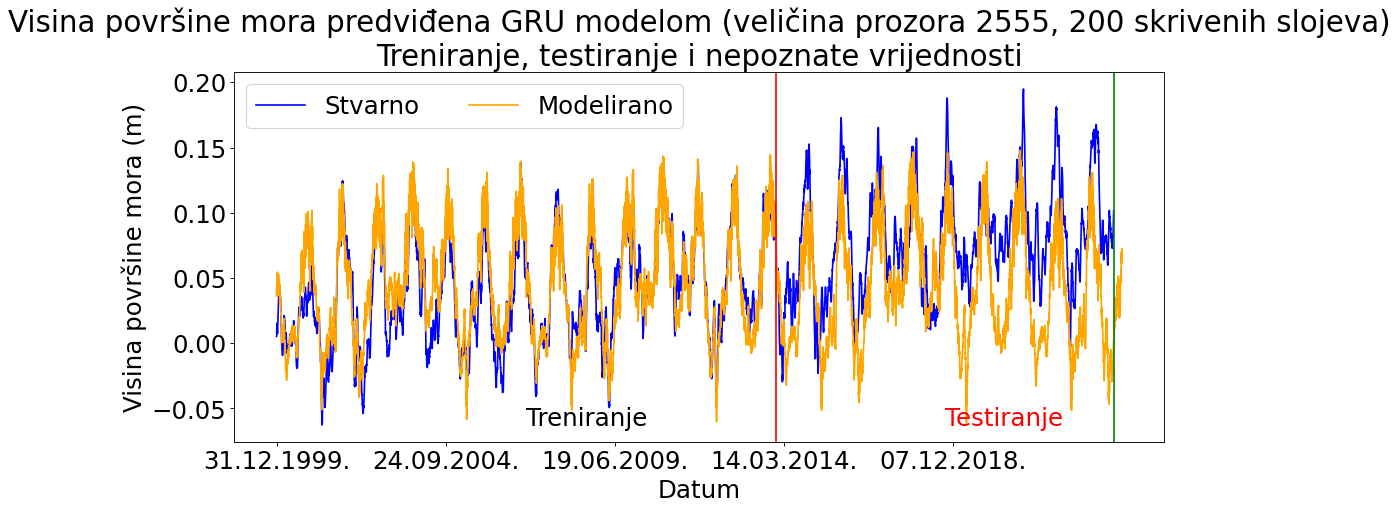 Visina površine mora predviđena GRU modelom (veličina prozora 2555, 200 skrivenih slojeva)
Treniranje, testiranje i nepoznate vrijednosti
Stvarno
Modelirano
Visina površine mora (m)
0.20
0.15
0.10
0.05
0.00
−0.05
Treniranje
Testiranje
31.12.1999.
24.09.2004.
19.06.2009.
14.03.2014.
07.12.2018.
Datum